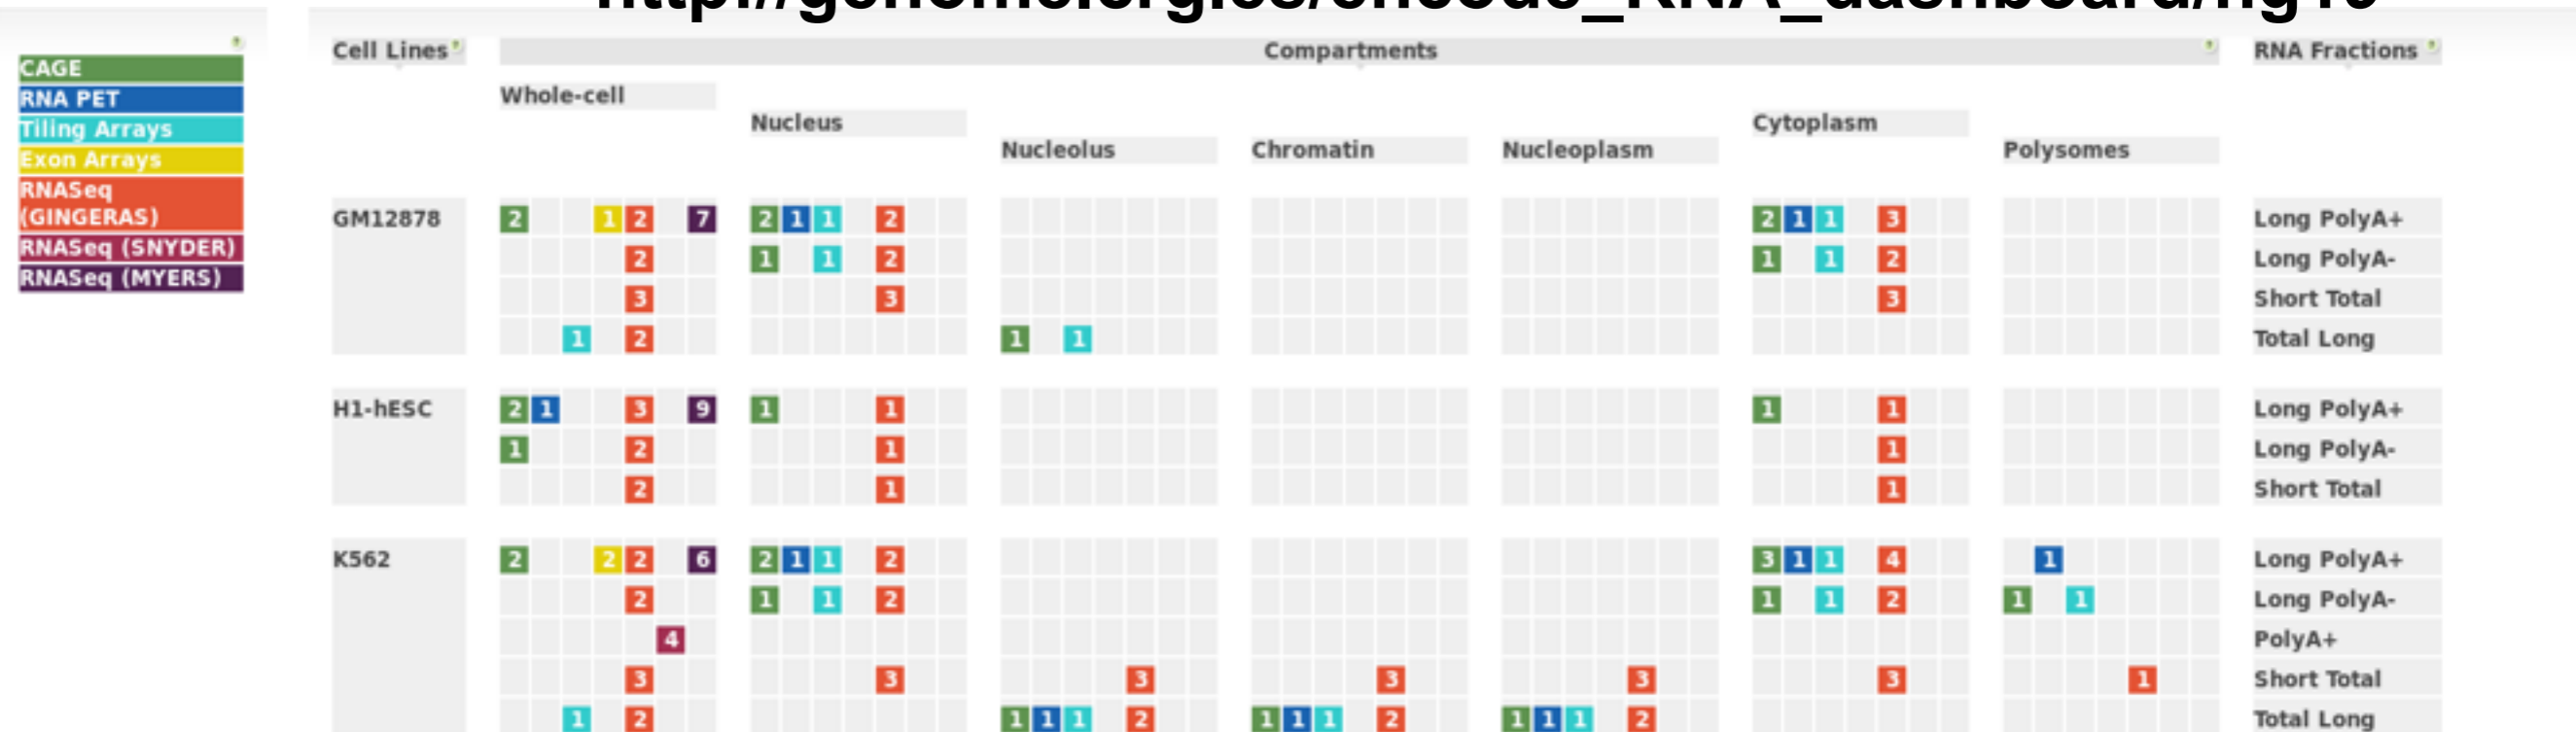 http://genome.crg.es/encode_RNA_dashboard/hg19
CAGE
RNA PET
Tiling Arrays
Exon Arrays
RNASeq
(GINGERAS)
RNASeq (SNYDER)
RNASeq (MYERS)
Cell Lines Compartments RNA Fractions
Whole-cell
Nucleus Cytoplasm
Nucleolus Chromatin Nucleoplasm Polysomes
GM12878 2 1 2 7 2 1 1 2 2 1 1 3 Long PolyA+
2 1 1 2 1 1 2 Long PolyA-
3 3 3 Short Total
1 2 1 1 Total Long
H1-hESC 2 1 3 9 1 1 1 1 Long PolyA+
1 2 1 1 Long PolyA-
2 1 1 Short Total
K562 2 2 2 6 2 1 1 2 3 1 1 4 1 Long PolyA+
2 1 1 2 1 1 2 1 1 Long PolyA-
4 PolyA+
3 3 3 3 3 3 1 Short Total
1 2 1 1 1 2 1 1 1 2 1 1 1 2 Total Long